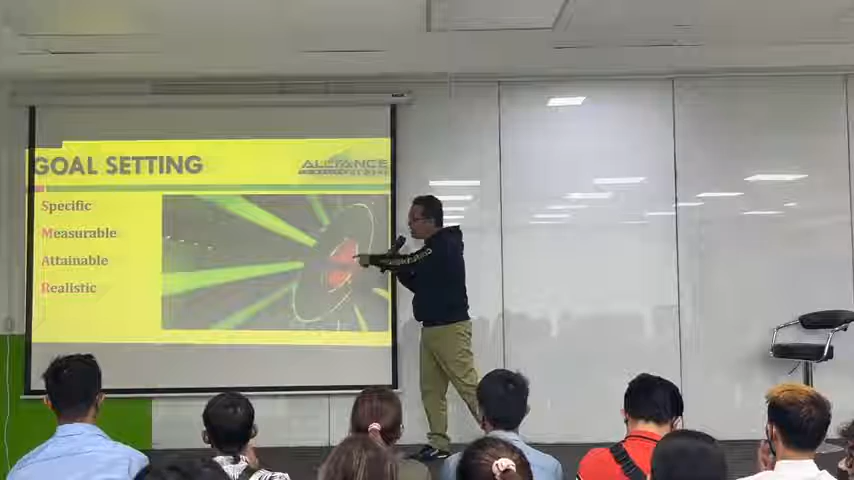 GOAL SETTING
ALLIANCE
Specific
Measurable
Attainable
Realistic